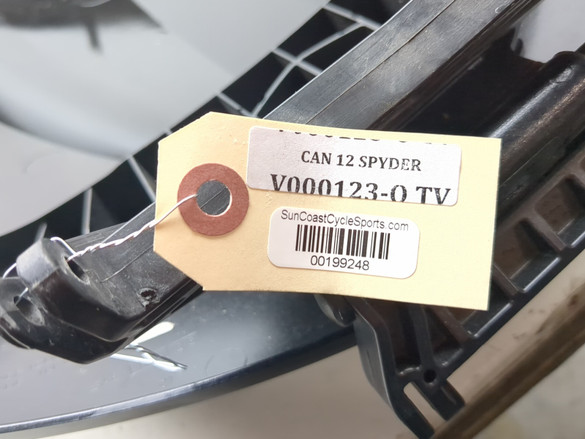 CAN 12 SPYDER
V000123-O TV
SunCoastCycleSports.com
00199248